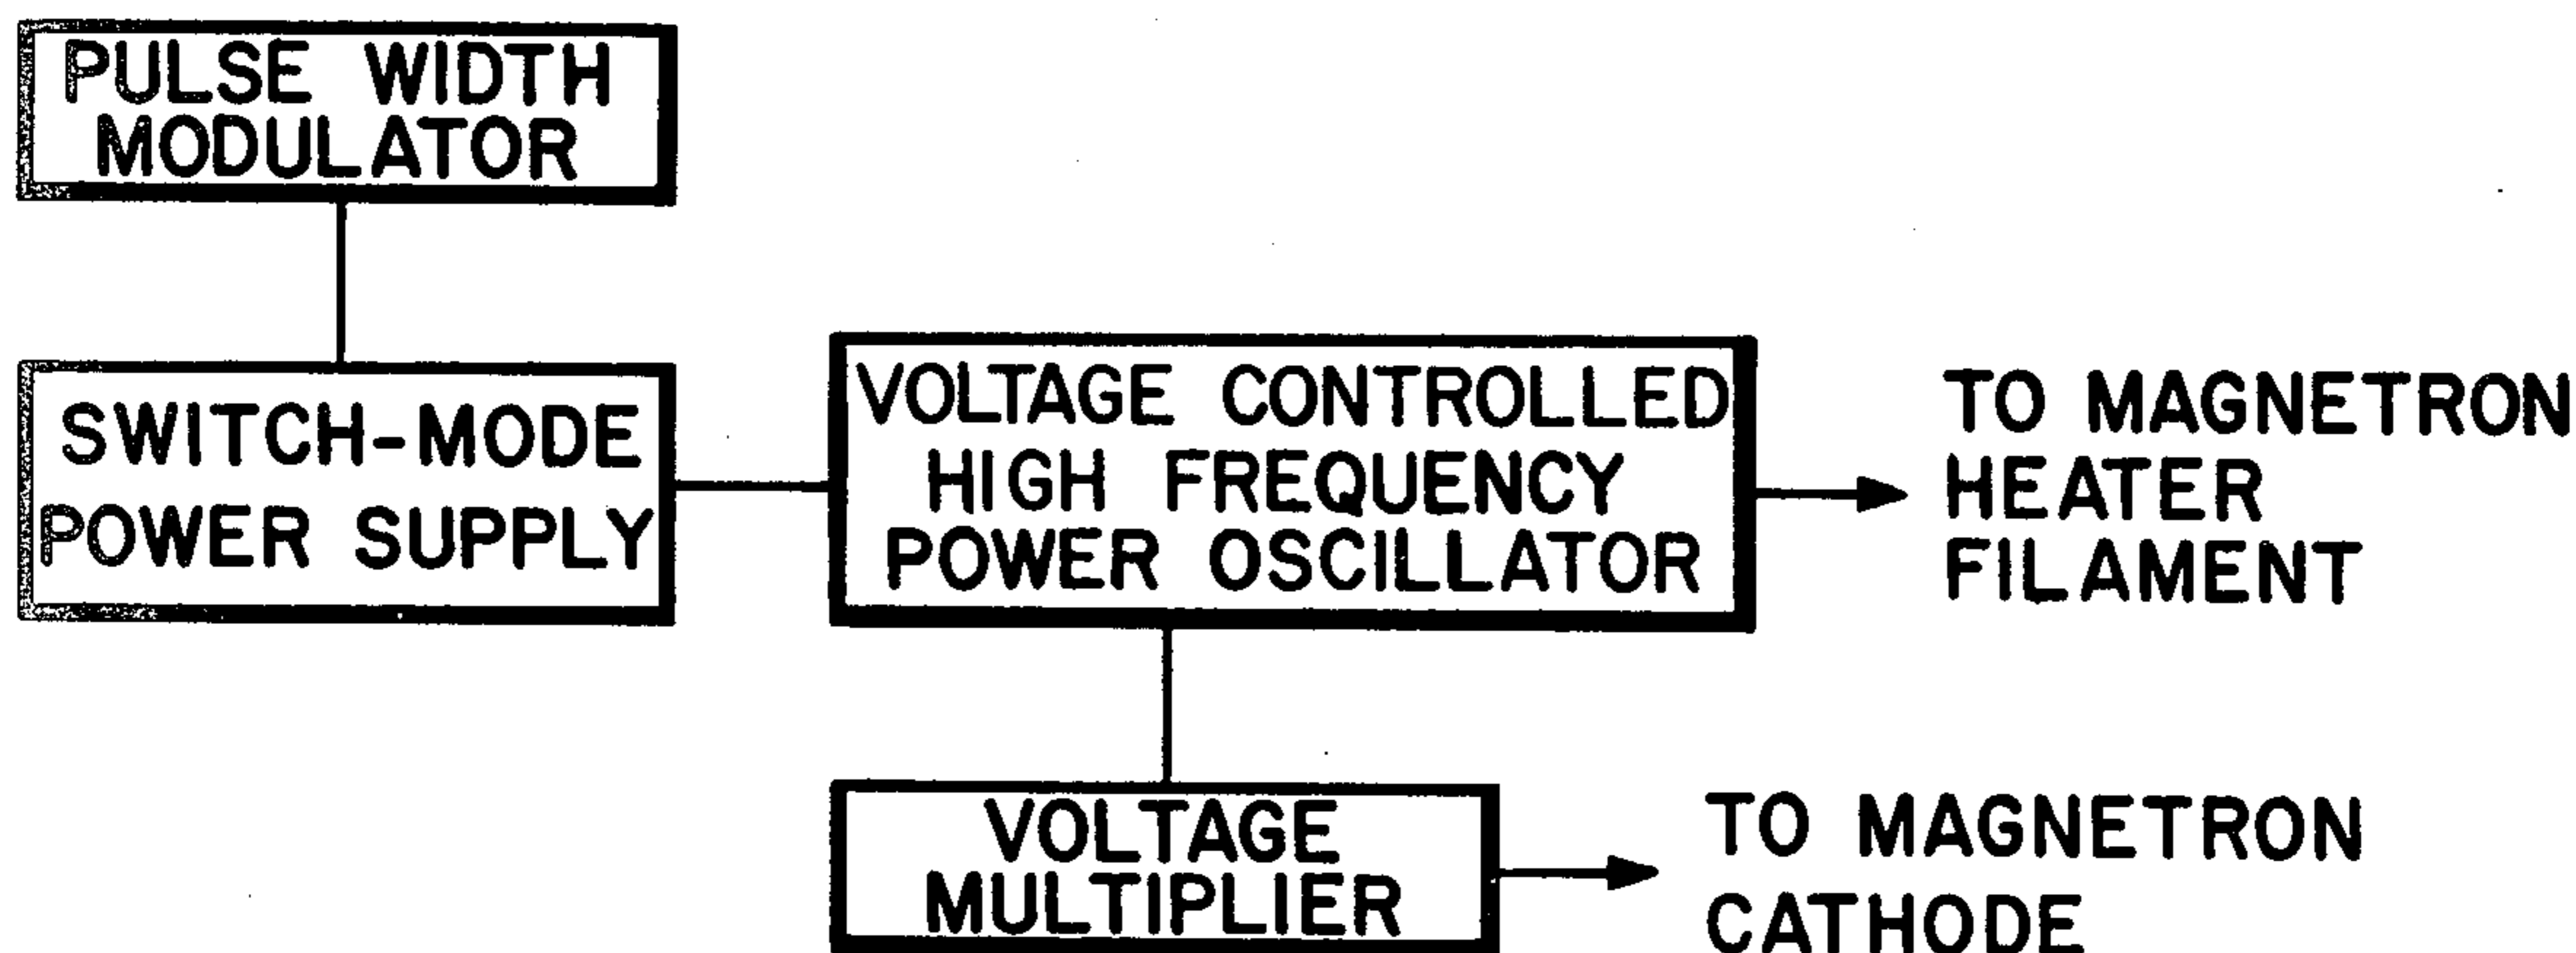 PULSE WIDTH
MODULATOR
SWITCH-MODE
POWER SUPPLY
VOLTAGE CONTROLLED
HIGH FREQUENCY
POWER OSCILLATOR
TO MAGNETRON
HEATER
FILAMENT
VOLTAGE
MULTIPLIER
TO MAGNETRON
CATHODE